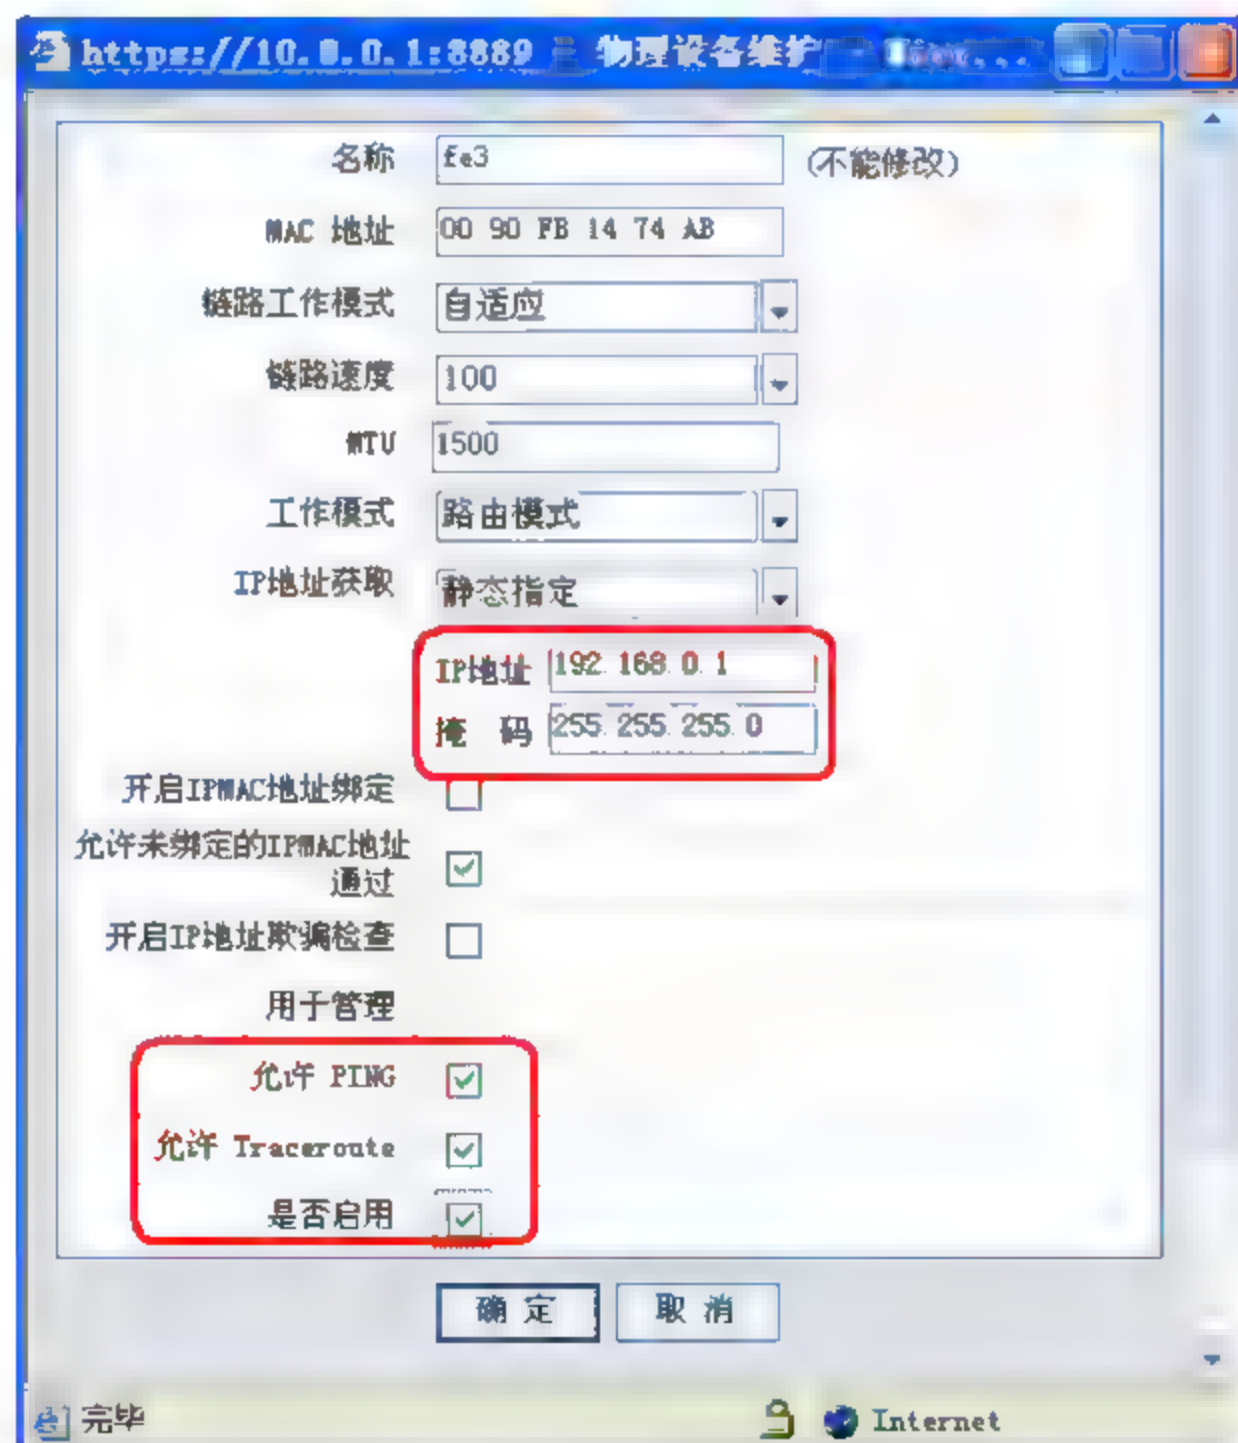 https://10.0.0.1:8889 物理设备维护
名称 fe3 (不能修改)
MAC 地址 00 90 FB 14 74 AB
链路工作模式 自适应
链路速度 100
MTU 1500
工作模式 路由模式
IP地址获取 静态指定
IP地址 192.168.0.1
掩 码 255.255.255.0
开启IPMAC地址绑定
允许未绑定的IPMAC地址
通过
开启IP地址欺骗检查
用于管理
允许 PING
允许 Traceroute
是否启用
确 定 取 消
完毕 Internet